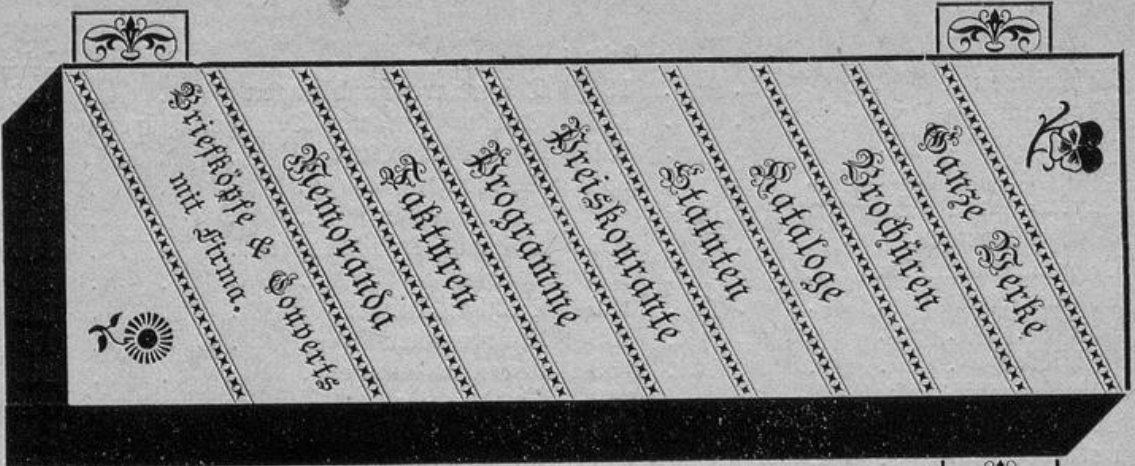 Ganze Werke
Brochüren
Kataloge
Statuten
Preiskourante
Programme
Fakturen
Memoranda
Briefköpfe & Couverts
mit Firma.